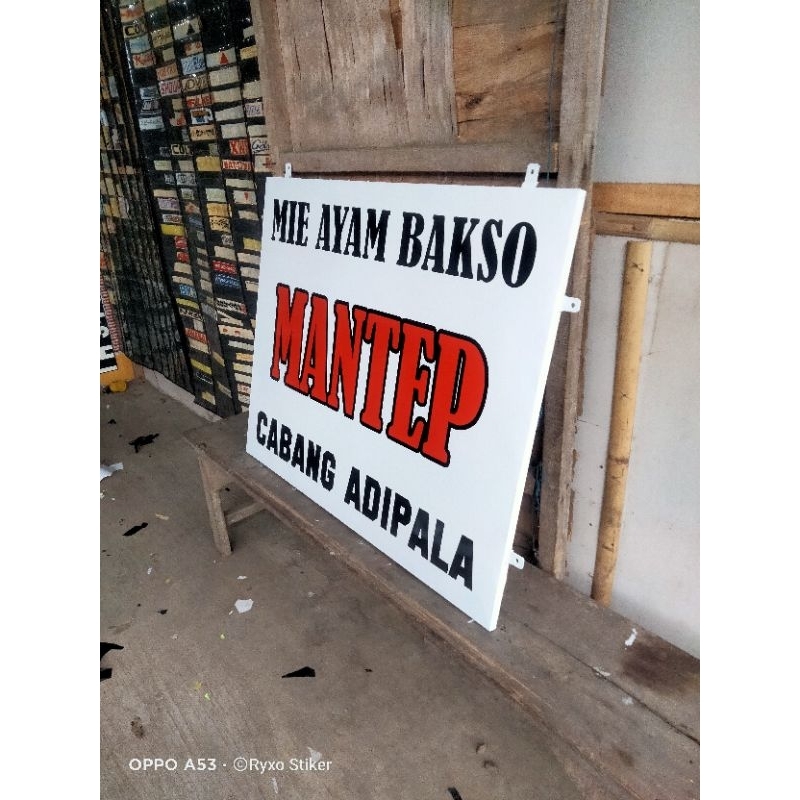 MIE AYAM BAKSO
MANTEP
CABANG ADIPALA
OPPO A53 · ©Ryxo Stiker